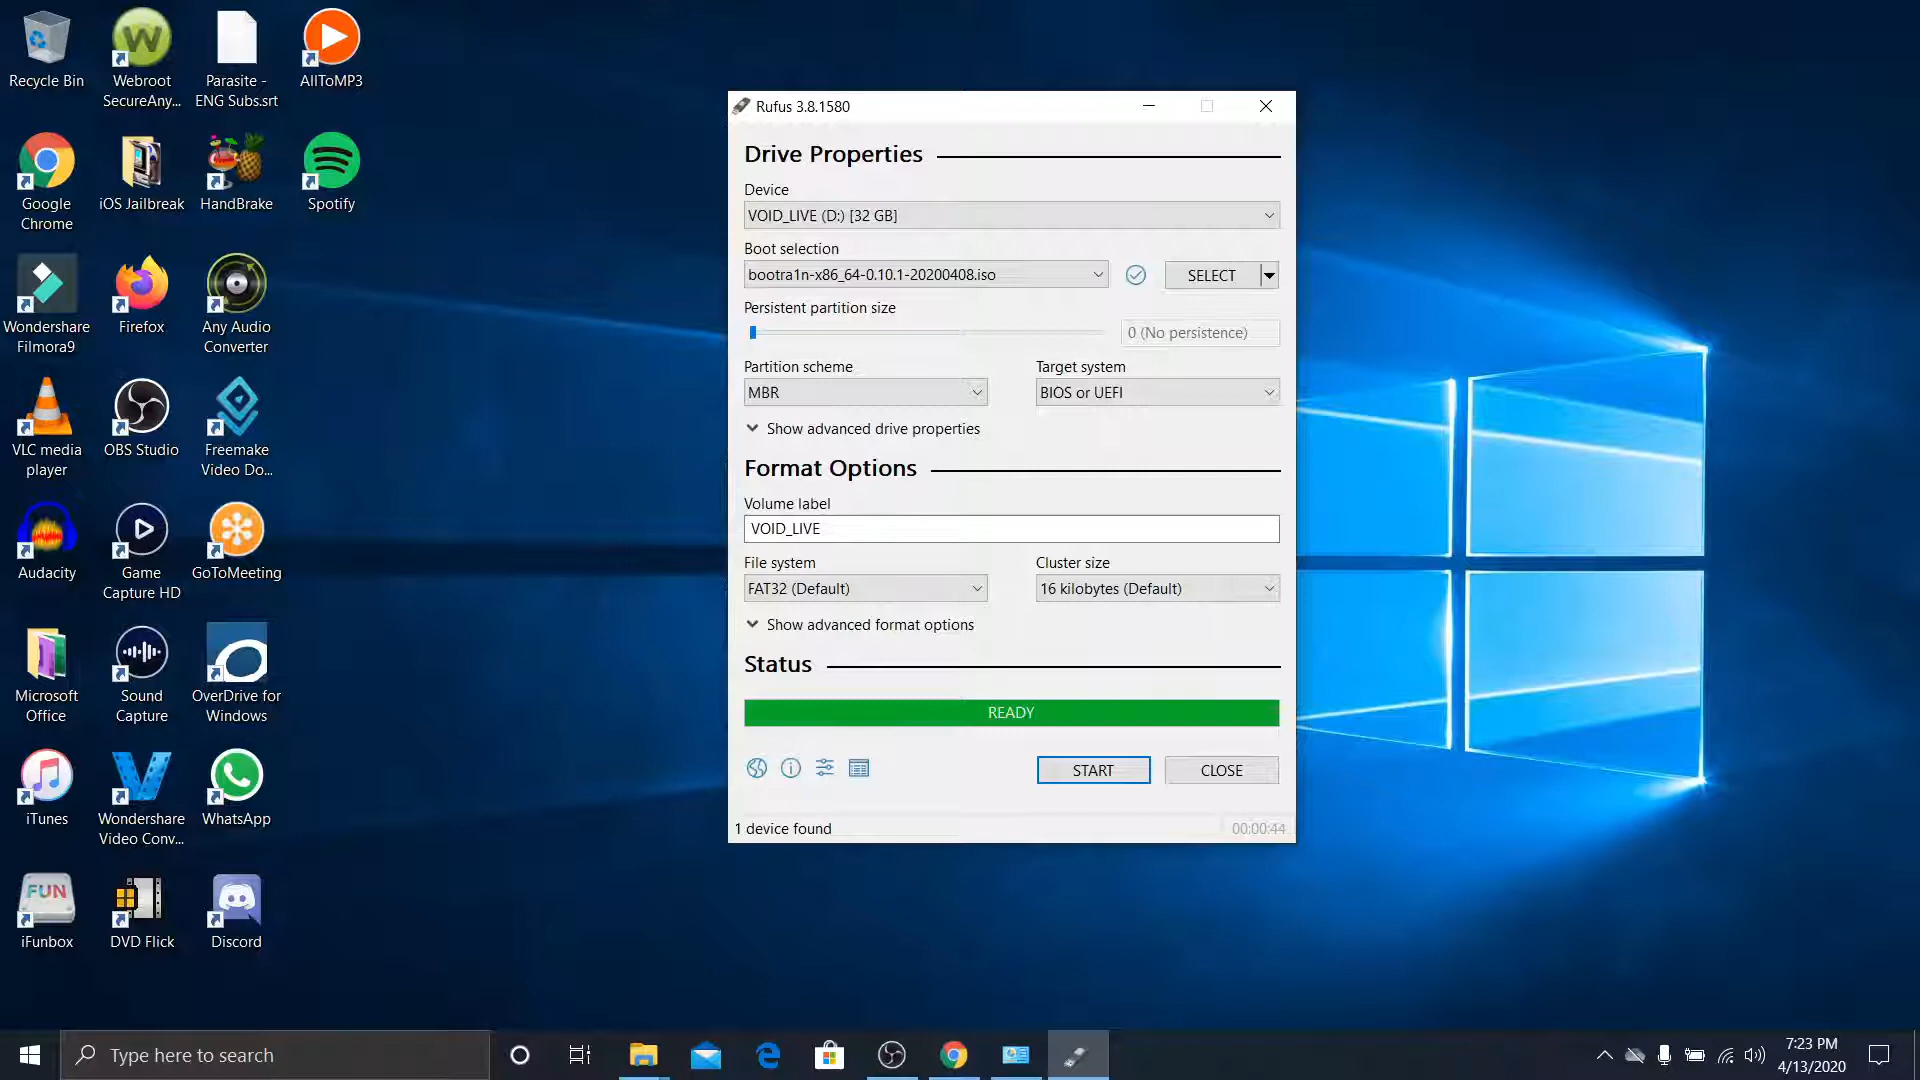 Recycle Bin
Webroot
SecureAny...
Parasite -
ENG Subs.srt
AllToMP3
Google
Chrome
iOS Jailbreak
HandBrake
Spotify
Wondershare
Filmora9
Firefox
Any Audio
Converter
VLC media
player
OBS Studio
Freemake
Video Do...
Audacity
Game
Capture HD
GoToMeeting
Microsoft
Office
Sound
Capture
OverDrive for
Windows
iTunes
Wondershare
Video Conv...
WhatsApp
FUN
iFunbox
DVD Flick
Discord
Rufus 3.8.1580
Drive Properties
Device
VOID_LIVE (D:) [32 GB]
Boot selection
bootra1n-x86_64-0.10.1-20200408.iso
SELECT
Persistent partition size
0 (No persistence)
Partition scheme
Target system
MBR
BIOS or UEFI
Show advanced drive properties
Format Options
Volume label
VOID_LIVE
File system
Cluster size
FAT32 (Default)
16 kilobytes (Default)
Show advanced format options
Status
READY
START
CLOSE
1 device found
00:00:44
Type here to search
7:23 PM
4/13/2020